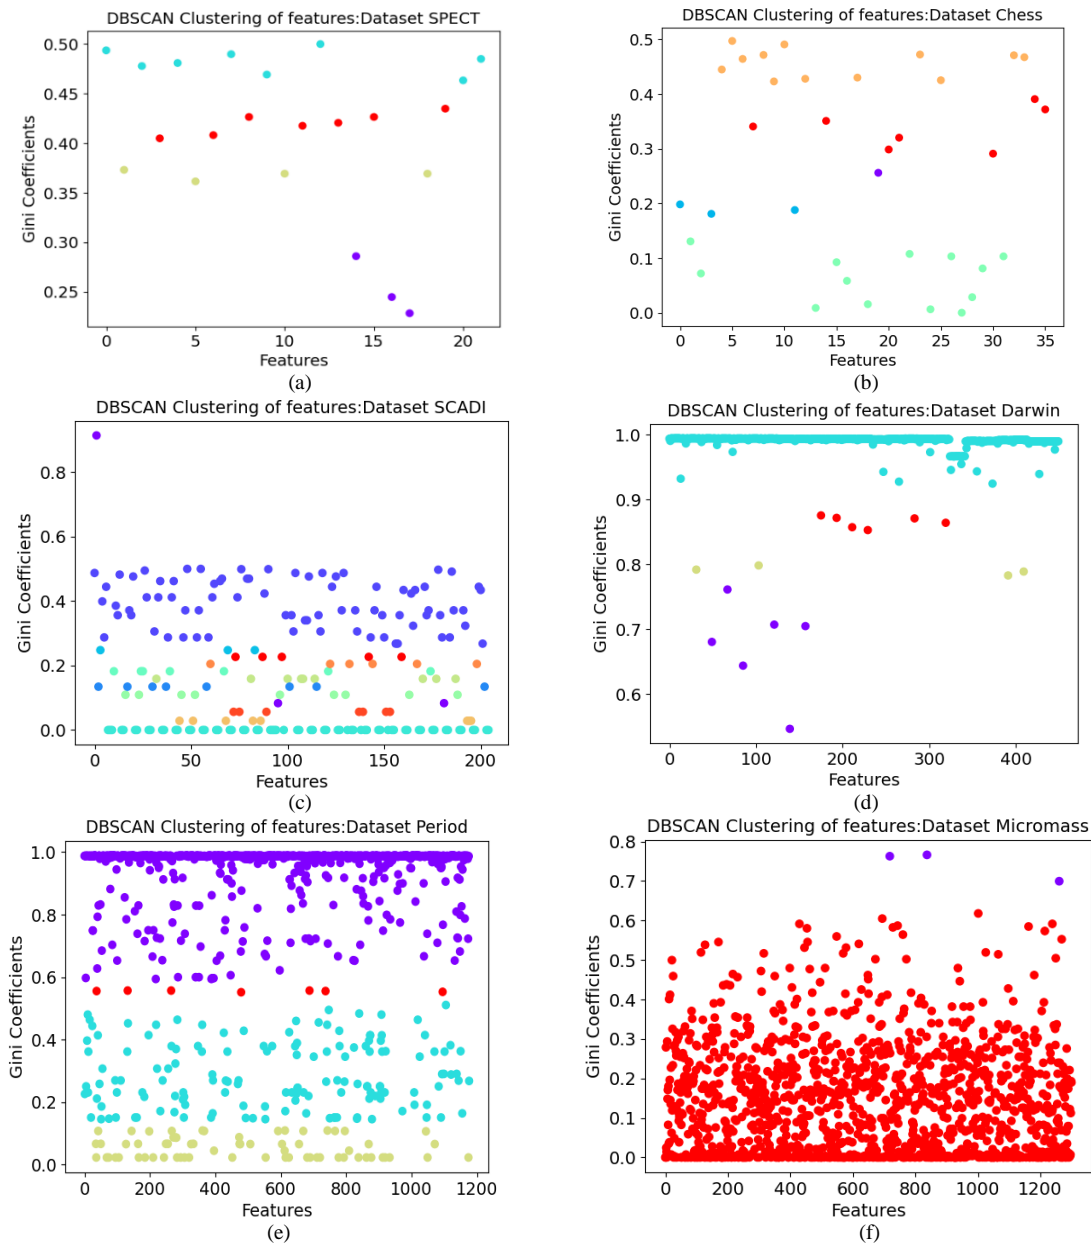 DBSCAN Clustering of features:Dataset SPECT
Gini Coefficients
0.50
0.45
0.40
0.35
0.30
0.25
0 5 10 15 20
Features
(a)
DBSCAN Clustering of features:Dataset Chess
Gini Coefficients
0.5
0.4
0.3
0.2
0.1
0.0
0 5 10 15 20 25 30 35
Features
(b)
DBSCAN Clustering of features:Dataset SCADI
Gini Coefficients
0.8
0.6
0.4
0.2
0.0
0 50 100 150 200
Features
(c)
DBSCAN Clustering of features:Dataset Darwin
Gini Coefficients
1.0
0.9
0.8
0.7
0.6
0 100 200 300 400
Features
(d)
DBSCAN Clustering of features:Dataset Period
Gini Coefficients
1.0
0.8
0.6
0.4
0.2
0.0
0 200 400 600 800 1000 1200
Features
(e)
DBSCAN Clustering of features:Dataset Micromass
Gini Coefficients
0.8
0.7
0.6
0.5
0.4
0.3
0.2
0.1
0.0
0 200 400 600 800 1000 1200
Features
(f)